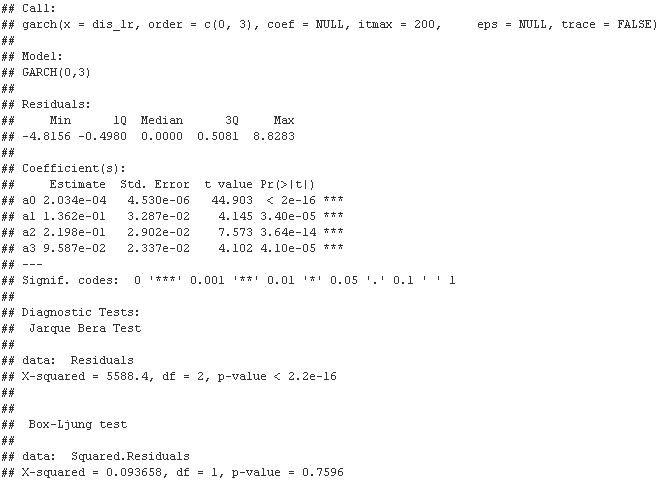 ## Call:
## garch(x = dis_lr, order = c(0, 3), coef = NULL, itmax = 200,     eps = NULL, trace = FALSE)
##
## Model:
## GARCH(0,3)
##
## Residuals:
##     Min      1Q  Median      3Q     Max
## -4.8156 -0.4980  0.0000  0.5081  8.8283
##
## Coefficient(s):
##     Estimate  Std. Error  t value Pr(>|t|)
## a0 2.034e-04   4.530e-06   44.903  < 2e-16 ***
## a1 1.362e-01   3.287e-02    4.145 3.40e-05 ***
## a2 2.198e-01   2.902e-02    7.573 3.64e-14 ***
## a3 9.587e-02   2.337e-02    4.102 4.10e-05 ***
## ---
## Signif. codes:  0 '***' 0.001 '**' 0.01 '*' 0.05 '.' 0.1 ' ' 1
##
## Diagnostic Tests:
##  Jarque Bera Test
##
## data:  Residuals
## X-squared = 5588.4, df = 2, p-value < 2.2e-16
##
##
##  Box-Ljung test
##
## data:  Squared.Residuals
## X-squared = 0.093658, df = 1, p-value = 0.7596